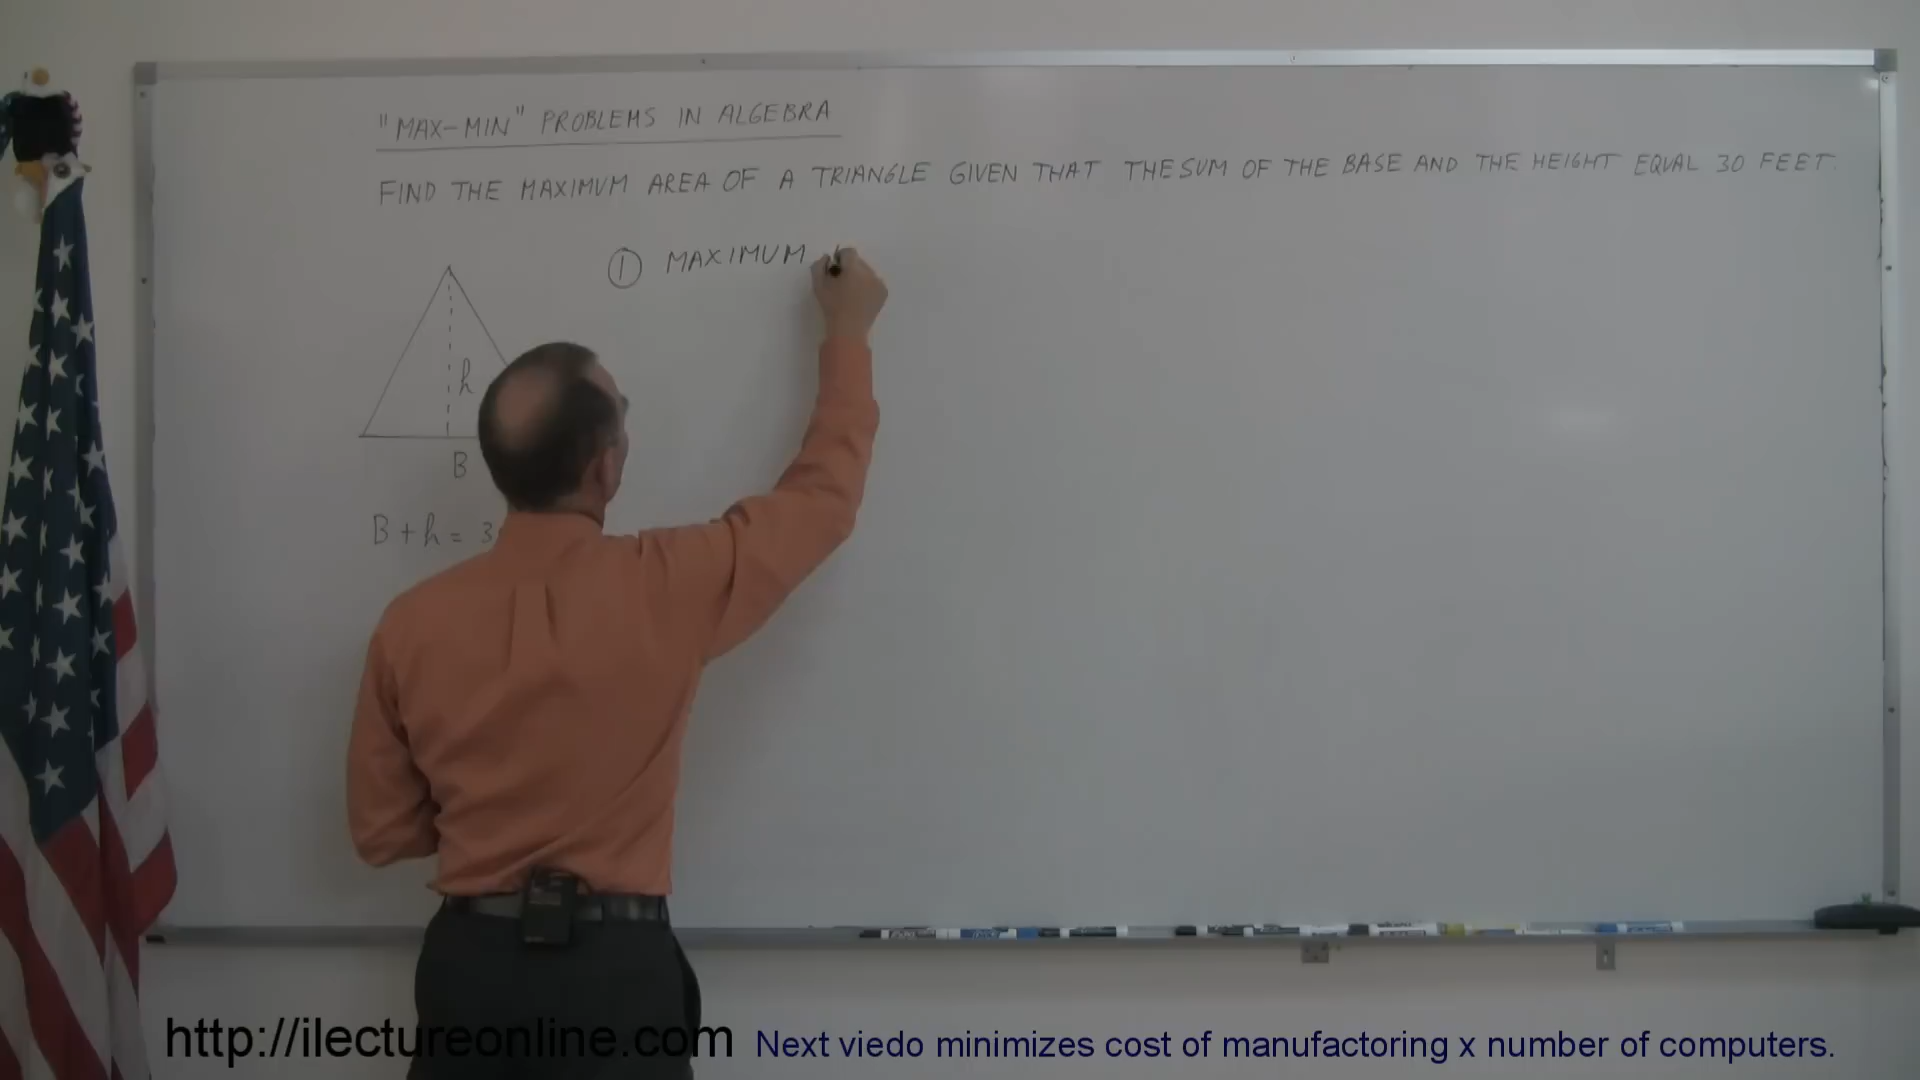 "MAX-MIN" PROBLEMS IN ALGEBRA
FIND THE MAXIMUM AREA OF A TRIANGLE GIVEN THAT THE SUM OF THE BASE AND THE HEIGHT EQUAL 30 FEET.
① MAXIMUM
h
B
B + h = 3
http://ilectureonline.com
Next viedo minimizes cost of manufactoring x number of computers.